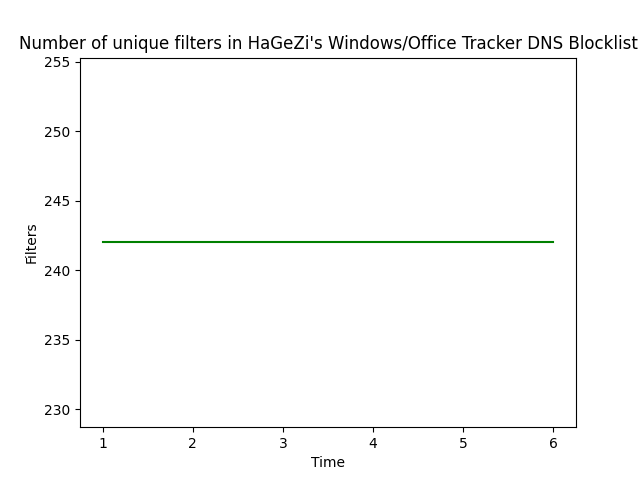 Number of unique filters in HaGeZi's Windows/Office Tracker DNS Blocklist
255
250
245
240
235
230
Filters
1 2 3 4 5 6
Time